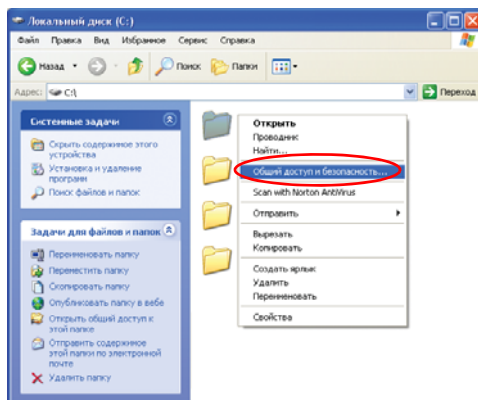 Локальный диск (C:)
Файл Правка Вид Избранное Сервис Справка
Назад Поиск Папки
Адрес: C:\ Переход
Системные задачи
Скрыть содержимое этого
устройства
Установка и удаление
программ
Поиск файлов и папок
Задачи для файлов и папок
Переименовать папку
Переместить папку
Скопировать папку
Опубликовать папку в вебе
Открыть общий доступ к
этой папке
Отправить содержимое
этой папки по электронной
почте
Удалить папку
Открыть
Проводник
Найти...
Общий доступ и безопасность...
Scan with Norton AntiVirus
Отправить
Вырезать
Копировать
Создать ярлык
Удалить
Переименовать
Свойства